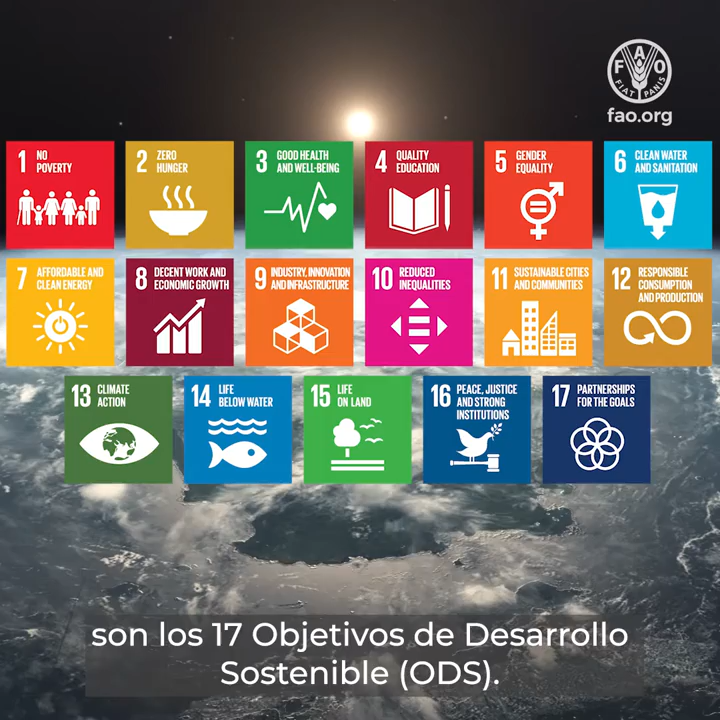 FAO
FIAT PANIS
fao.org
1 NO
POVERTY
2 ZERO
HUNGER
3 GOOD HEALTH
AND WELL-BEING
4 QUALITY
EDUCATION
5 GENDER
EQUALITY
6 CLEAN WATER
AND SANITATION
7 AFFORDABLE AND
CLEAN ENERGY
8 DECENT WORK AND
ECONOMIC GROWTH
9 INDUSTRY, INNOVATION
AND INFRASTRUCTURE
10 REDUCED
INEQUALITIES
11 SUSTAINABLE CITIES
AND COMMUNITIES
12 RESPONSIBLE
CONSUMPTION
AND PRODUCTION
13 CLIMATE
ACTION
14 LIFE
BELOW WATER
15 LIFE
ON LAND
16 PEACE, JUSTICE
AND STRONG
INSTITUTIONS
17 PARTNERSHIPS
FOR THE GOALS
son los 17 Objetivos de Desarrollo
Sostenible (ODS).